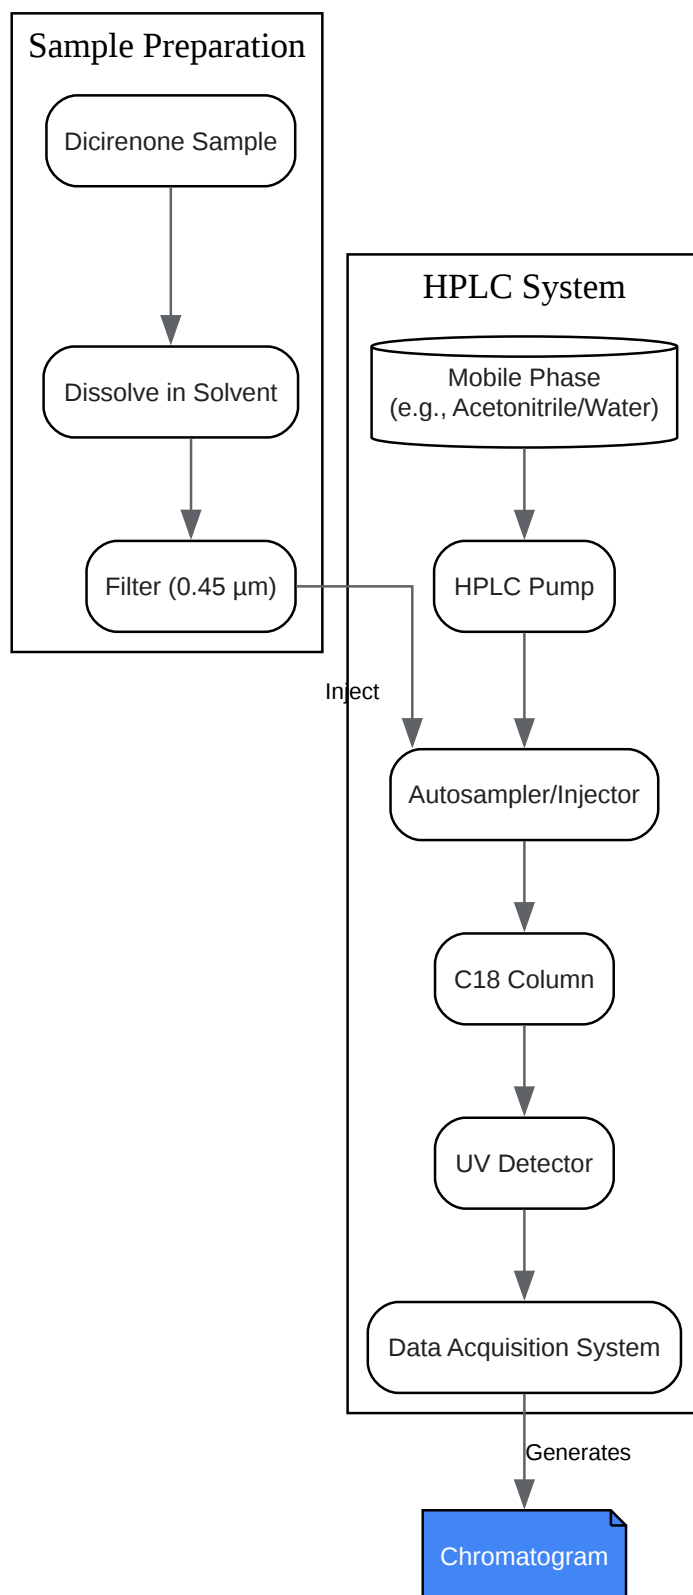 Sample Preparation
Dicirenone Sample
Dissolve in Solvent
Filter (0.45 µm)
Inject
HPLC System
Mobile Phase
(e.g., Acetonitrile/Water)
HPLC Pump
Autosampler/Injector
C18 Column
UV Detector
Data Acquisition System
Generates
Chromatogram